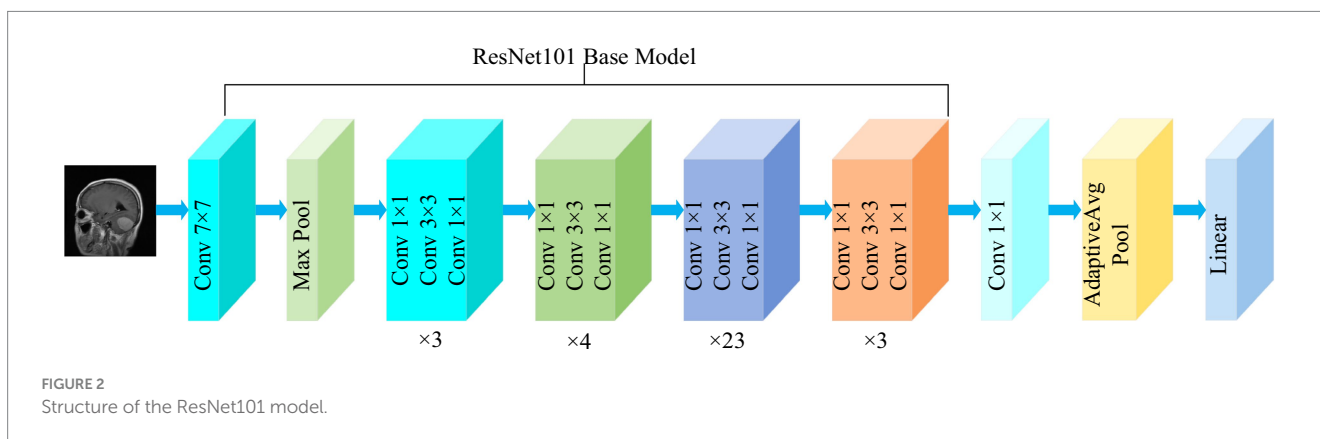 ResNet101 Base Model
Conv 7×7
Max Pool
Conv 1×1
Conv 3×3
Conv 1×1
×3
Conv 1×1
Conv 3×3
Conv 1×1
×4
Conv 1×1
Conv 3×3
Conv 1×1
×23
Conv 1×1
Conv 3×3
Conv 1×1
×3
Conv 1×1
AdaptiveAvg
Pool
Linear
FIGURE 2
Structure of the ResNet101 model.